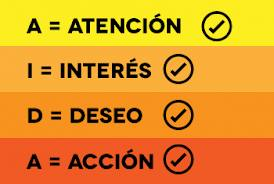 A = ATENCIÓN
I = INTERÉS
D = DESEO
A = ACCIÓN